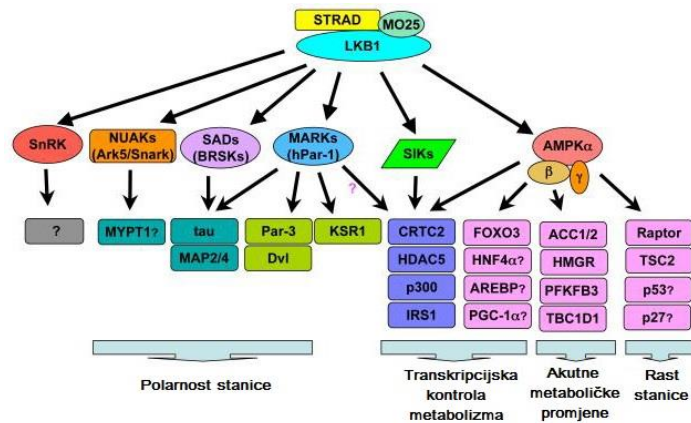 STRAD
MO25
LKB1
SnRK
NUAKs
(Ark5/Snark)
SADs
(BRSKs)
MARKs
(hPar-1)
SIKs
AMPKα
β
γ
?
?
MYPT1?
tau
MAP2/4
Par-3
Dvl
KSR1
CRTC2
HDAC5
p300
IRS1
FOXO3
HNF4α?
AREBP?
PGC-1α?
ACC1/2
HMGR
PFKFB3
TBC1D1
Raptor
TSC2
p53?
p27?
Polarnost stanice
Transkripcijska
kontrola
metabolizma
Akutne
metaboličke
promjene
Rast
stanice